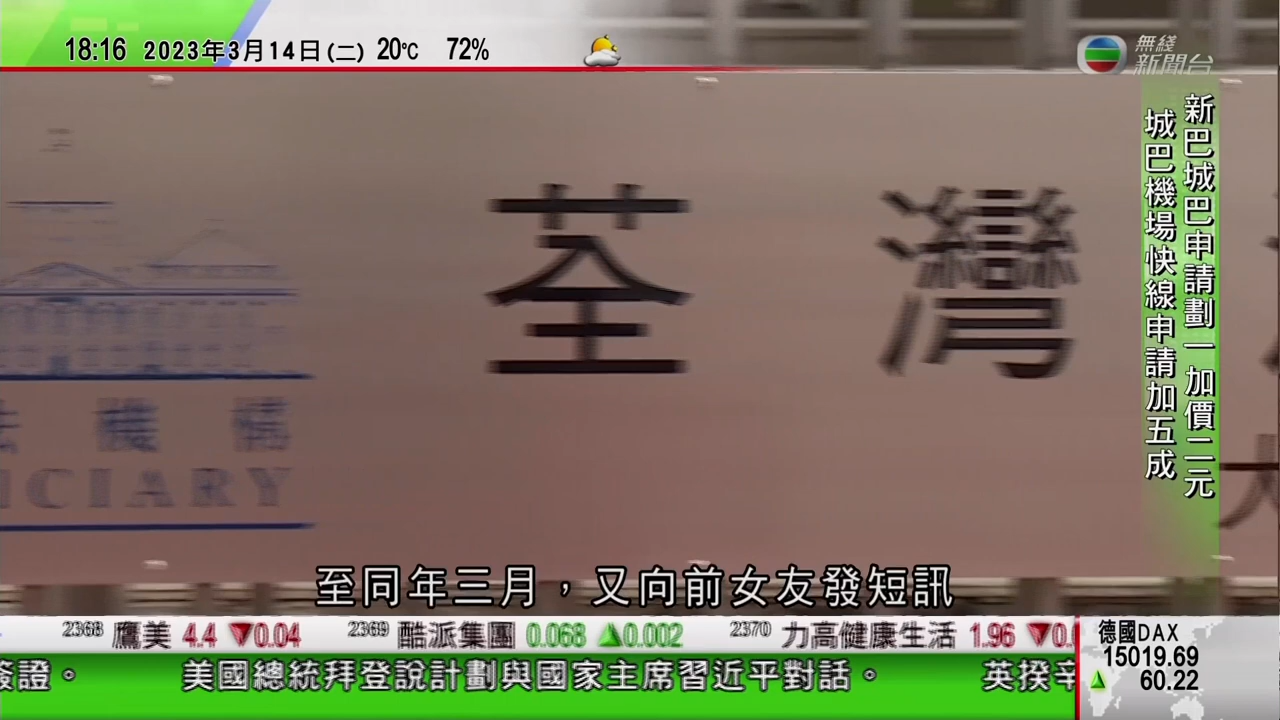 18:16 2023年3月14日(二) 20℃ 72%
無綫
新聞台
新巴城巴申請劃一加價二元
城巴機場快線申請加五成
荃灣
機構
ICIARY
至同年三月，又向前女友發短訊
2368 鷹美 4.4 ▼0.04 2369 酷派集團 0.068 ▲0.002 2370 力高健康生活 1.96 ▼0.0
德國DAX
15019.69
▲ 60.22
簽證。 美國總統拜登說計劃與國家主席習近平對話。 英揆辛